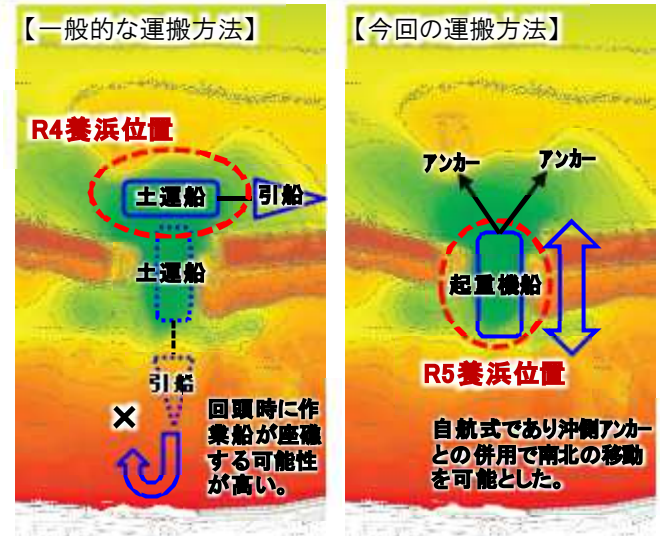 【一般的な運搬方法】
R4養浜位置
土運船
引船
土運船
引船
×
回頭時に作
業船が座礁
する可能性
が高い。
【今回の運搬方法】
アンカー
アンカー
起重機船
R5養浜位置
自航式であり沖側アンカー
との併用で南北の移動
を可能とした。